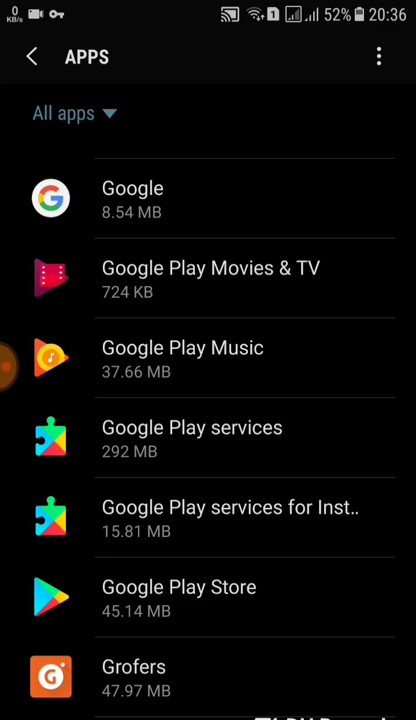 0
KB/s
1
52%
20:36
APPS
All apps
Google
8.54 MB
Google Play Movies & TV
724 KB
Google Play Music
37.66 MB
Google Play services
292 MB
Google Play services for Inst..
15.81 MB
Google Play Store
45.14 MB
Grofers
47.97 MB